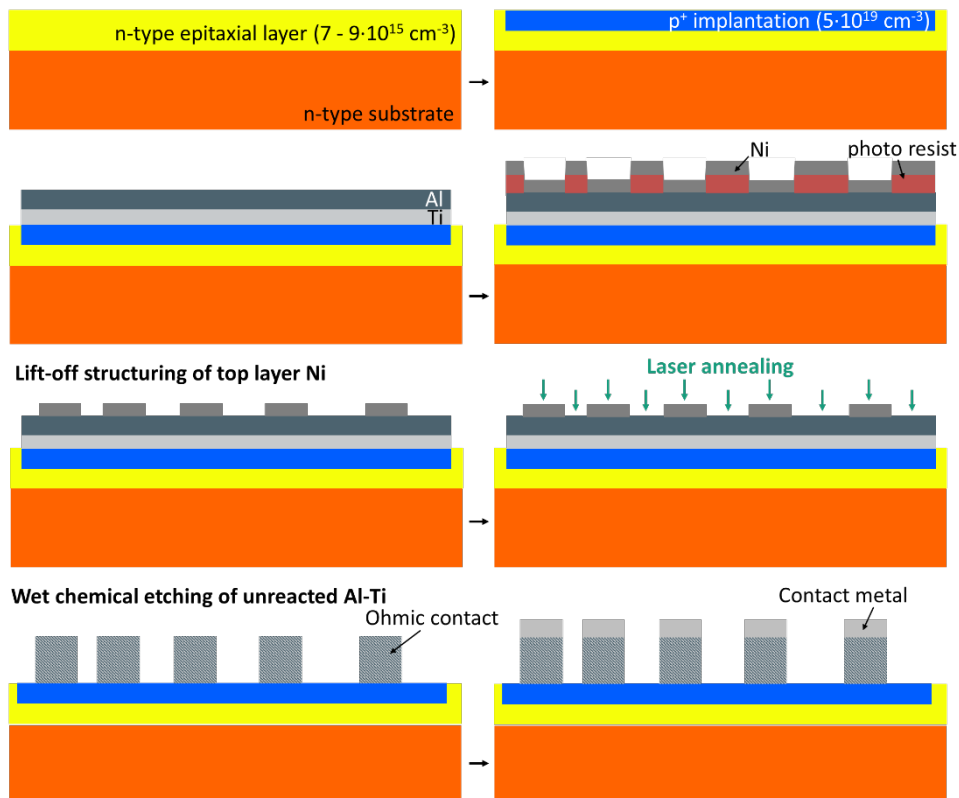 n-type epitaxial layer (7 - 9·10¹⁵ cm⁻³)
n-type substrate
p⁺ implantation (5·10¹⁹ cm⁻³)
Al
Ti
Ni
photo resist
Lift-off structuring of top layer Ni
Laser annealing
Wet chemical etching of unreacted Al-Ti
Ohmic contact
Contact metal